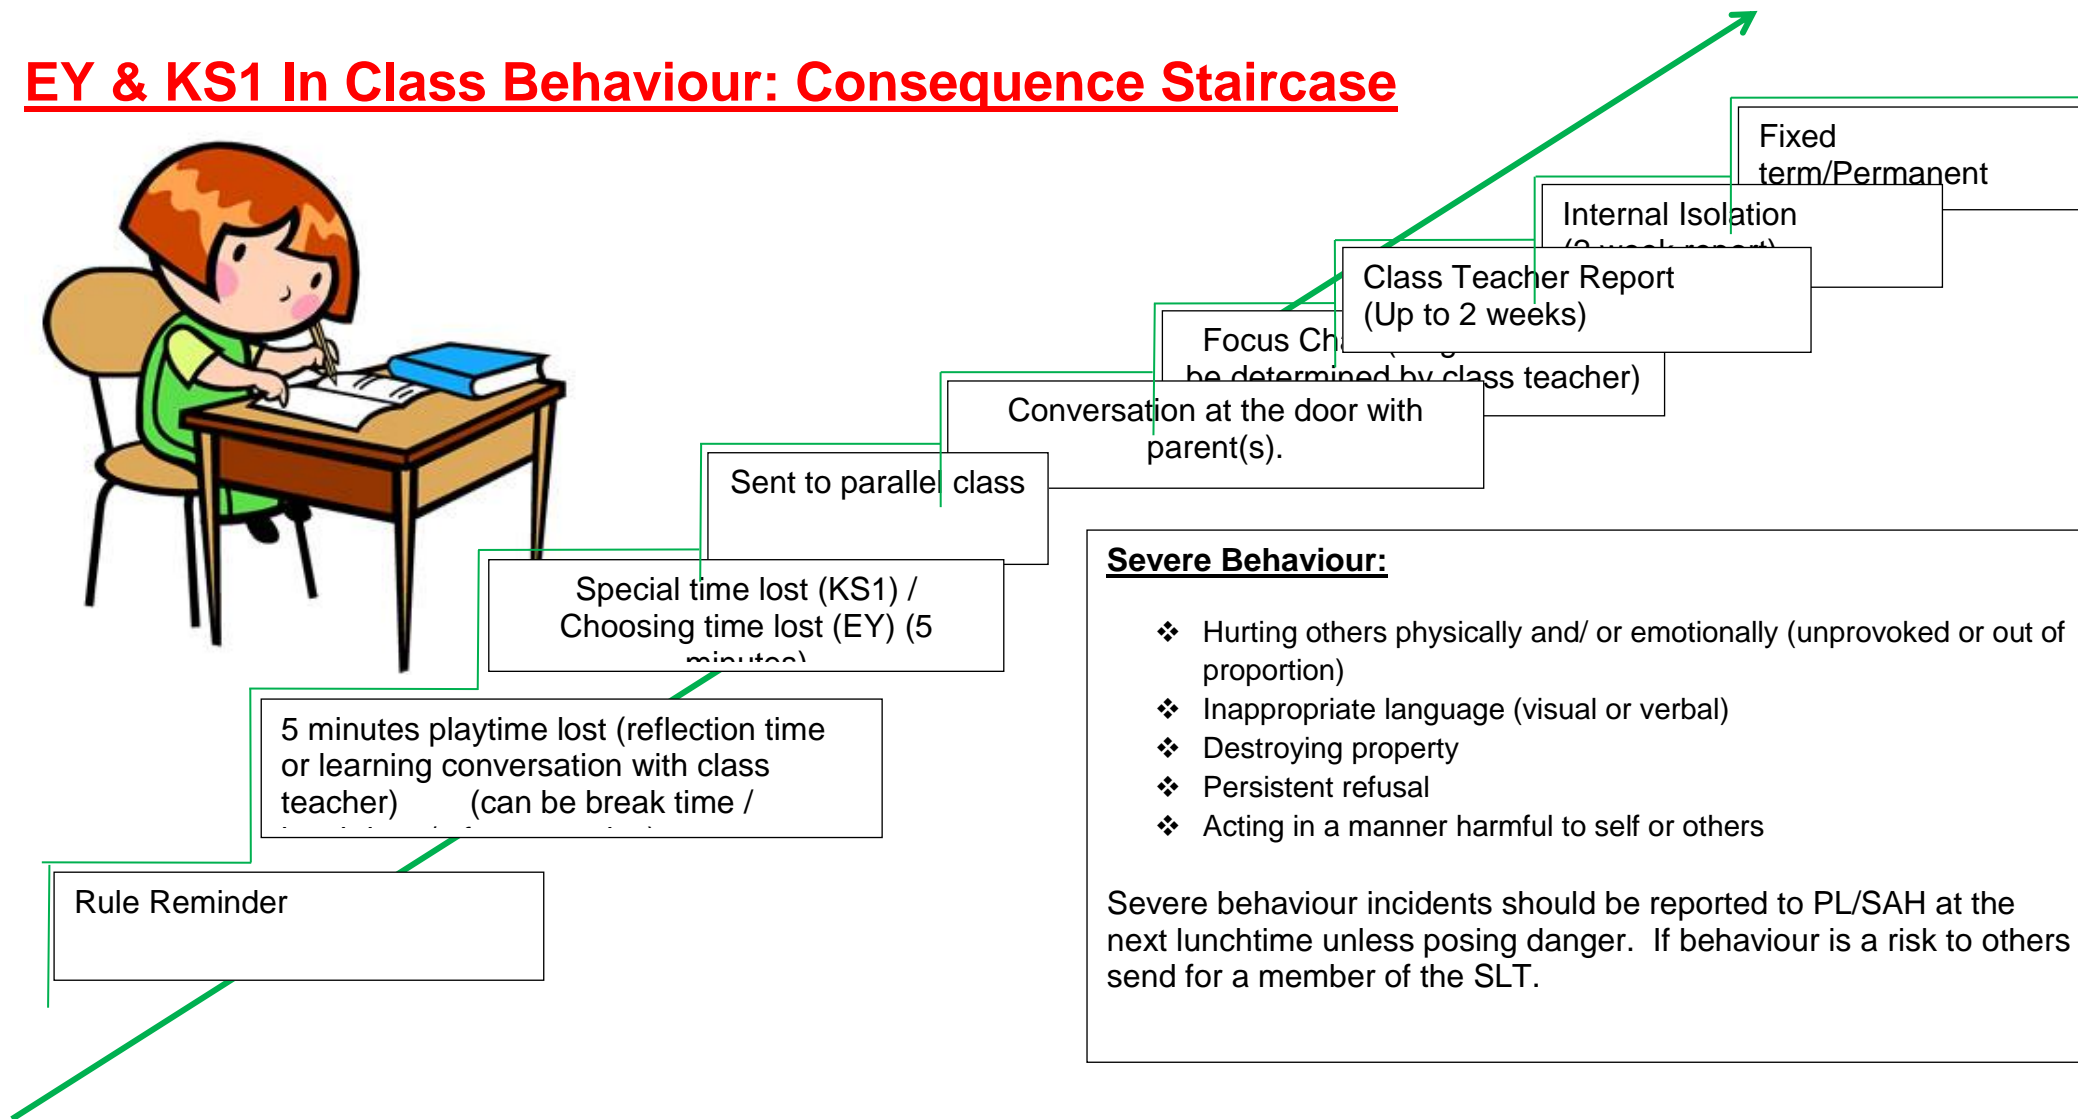 EY & KS1 In Class Behaviour: Consequence Staircase
Fixed
term/Permanent
Internal Isolation
Class Teacher Report
(Up to 2 weeks)
Focus
be determined by class teacher)
Conversation at the door with
parent(s).
Sent to parallel class
Special time lost (KS1) /
Choosing time lost (EY) (5
minutes)
5 minutes playtime lost (reflection time
or learning conversation with class
teacher) (can be break time /
Rule Reminder
Severe Behaviour:
❖ Hurting others physically and/ or emotionally (unprovoked or out of
proportion)
❖ Inappropriate language (visual or verbal)
❖ Destroying property
❖ Persistent refusal
❖ Acting in a manner harmful to self or others
Severe behaviour incidents should be reported to PL/SAH at the
next lunchtime unless posing danger. If behaviour is a risk to others
send for a member of the SLT.